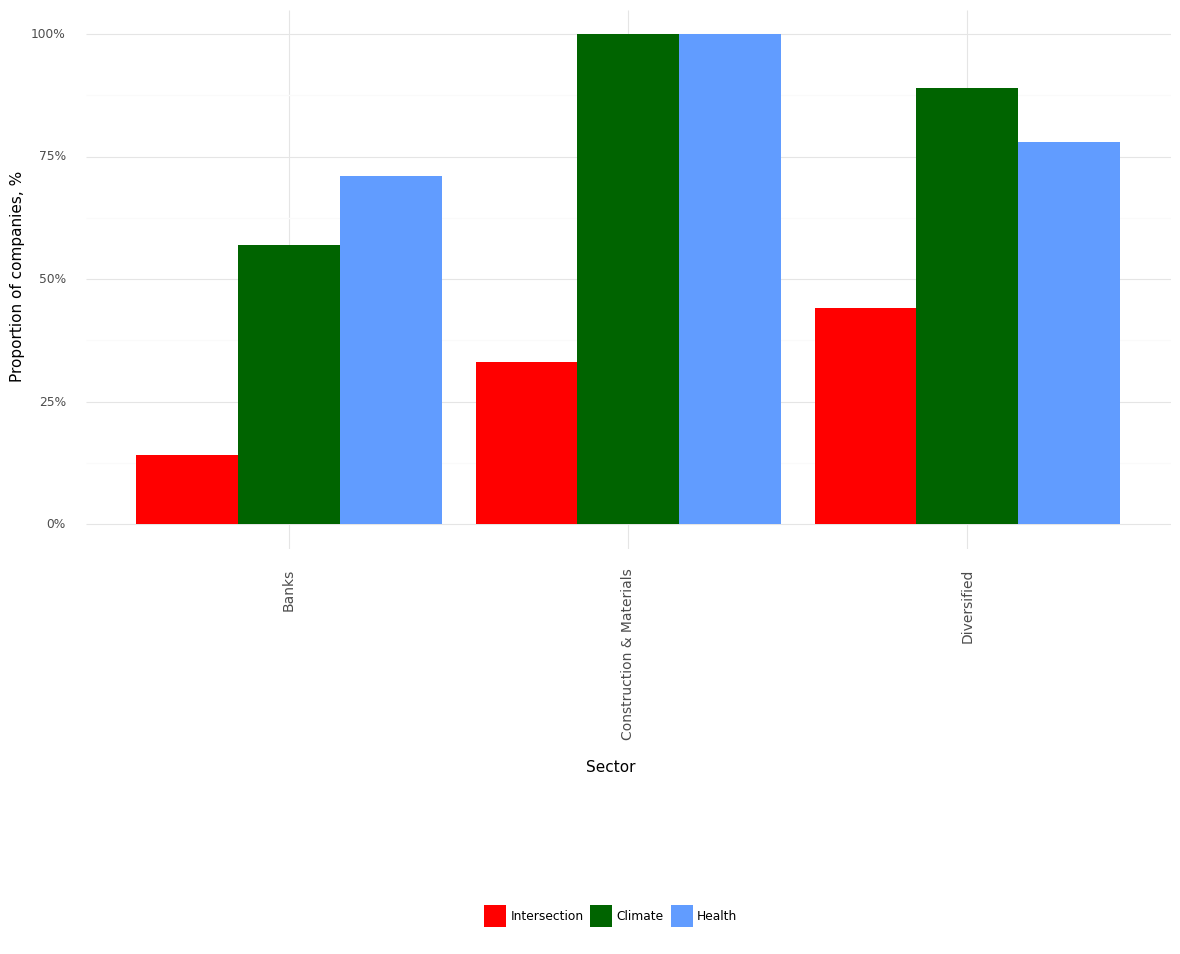 Proportion of companies, %
100%
75%
50%
25%
0%
Banks
Construction & Materials
Diversified
Sector
Intersection
Climate
Health